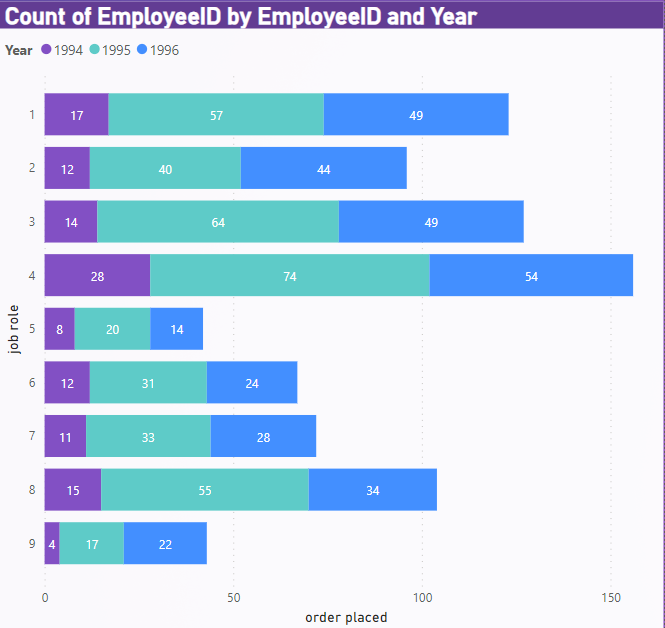 Count of EmployeeID by EmployeeID and Year
Year 1994 1995 1996
1 17 57 49
2 12 40 44
3 14 64 49
4 28 74 54
job role
5 8 20 14
6 12 31 24
7 11 33 28
8 15 55 34
9 4 17 22
0 50 100 150
order placed